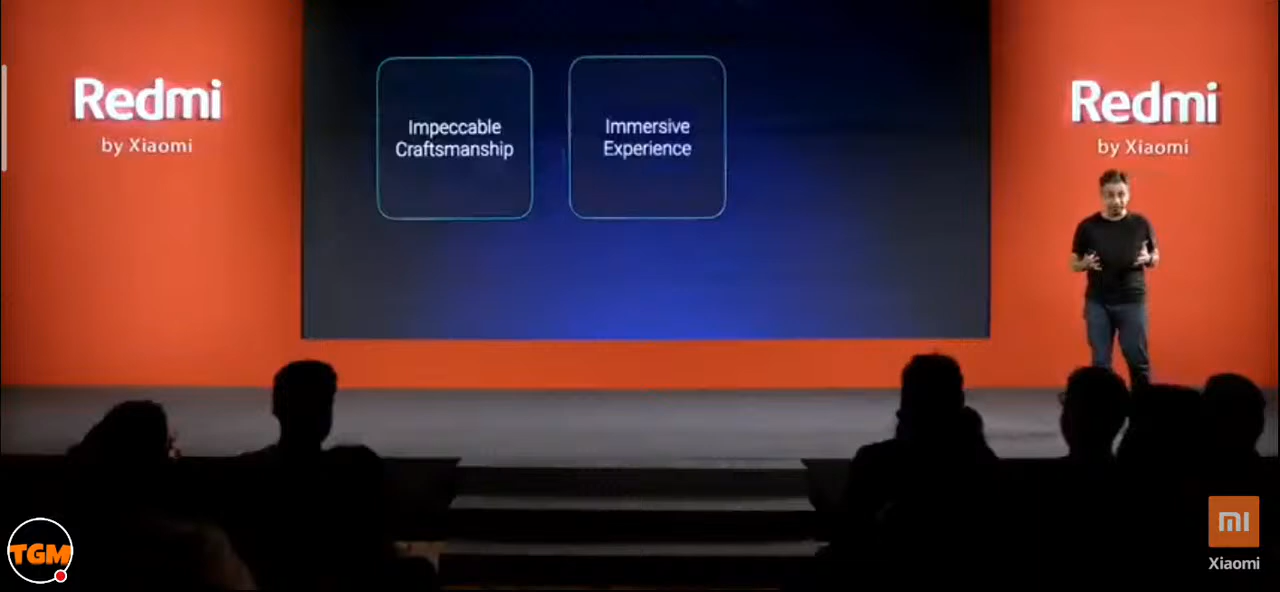 Redmi
by Xiaomi
Impeccable
Craftsmanship
Immersive
Experience
Redmi
by Xiaomi
TGM
mi
Xiaomi